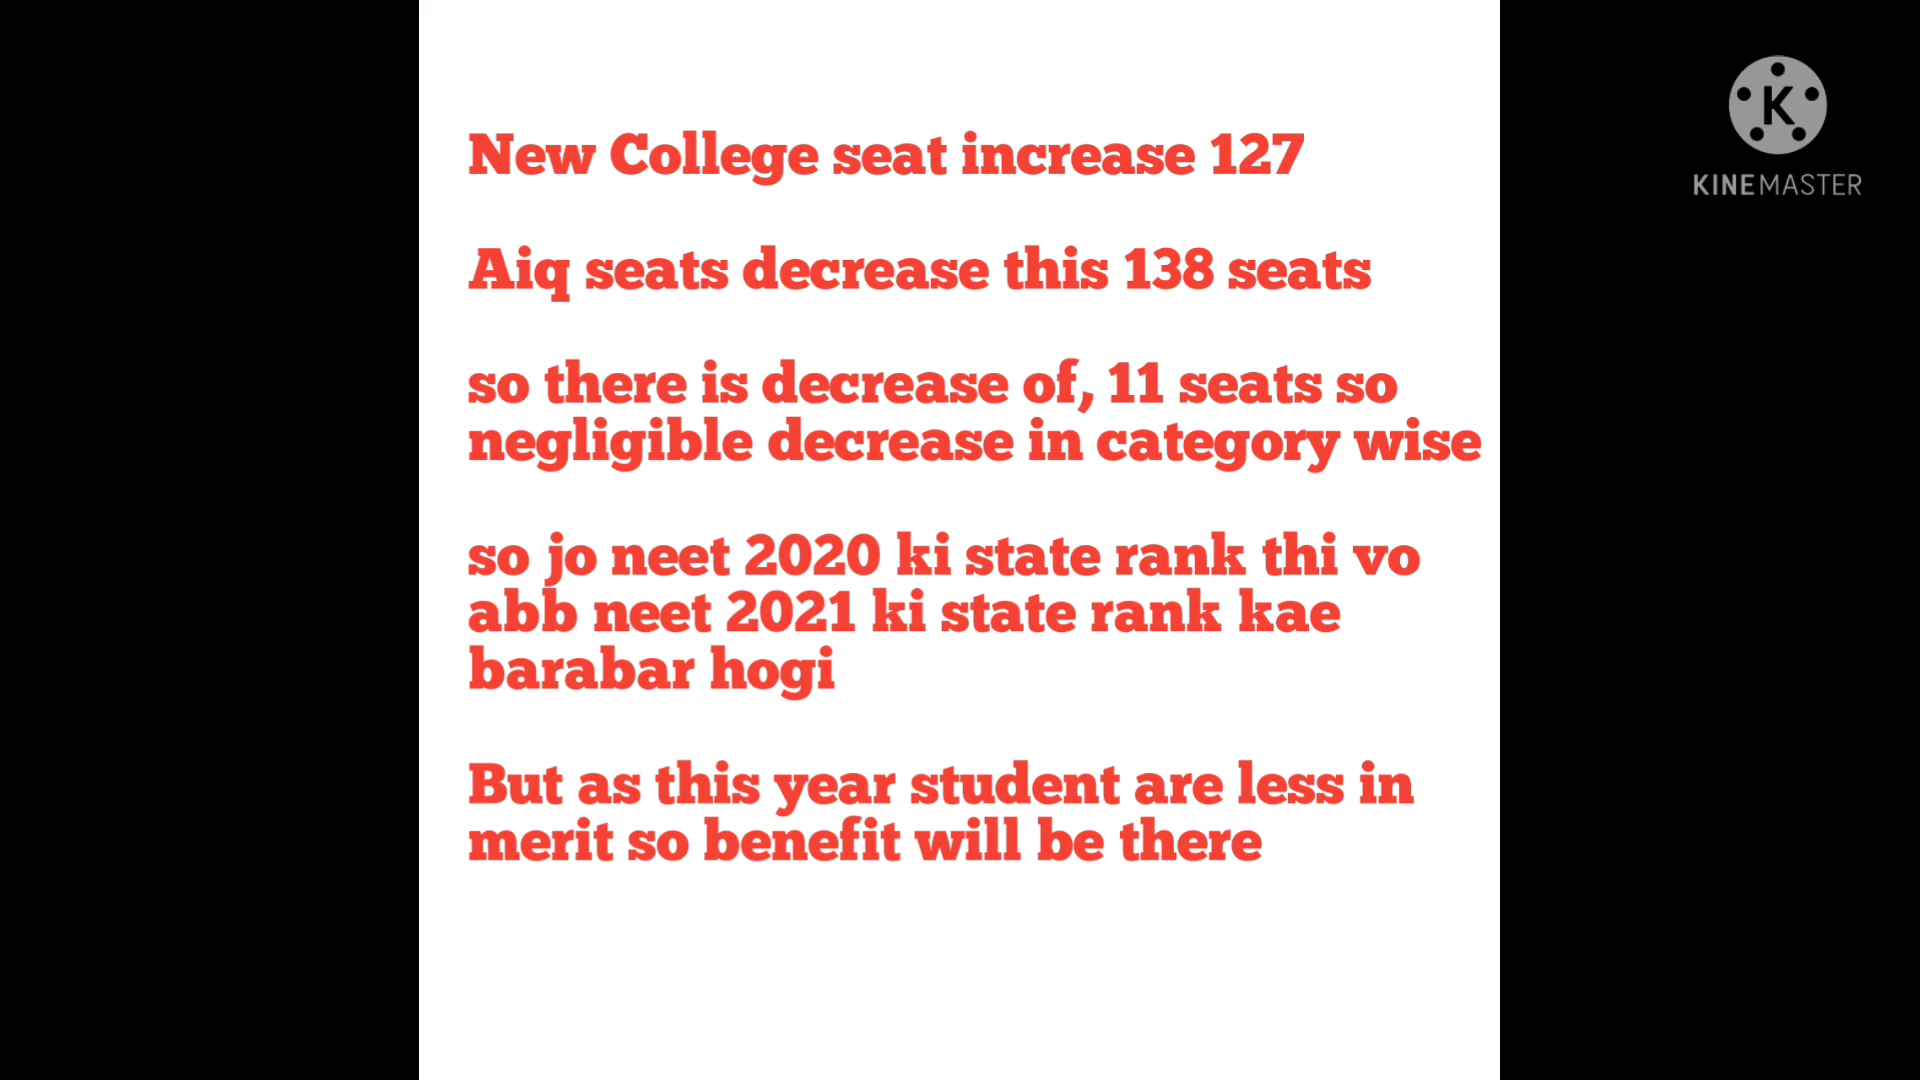 New College seat increase 127
Aiq seats decrease this 138 seats
so there is decrease of, 11 seats so
negligible decrease in category wise
so jo neet 2020 ki state rank thi vo
abb neet 2021 ki state rank kae
barabar hogi
But as this year student are less in
merit so benefit will be there
K
KINEMASTER